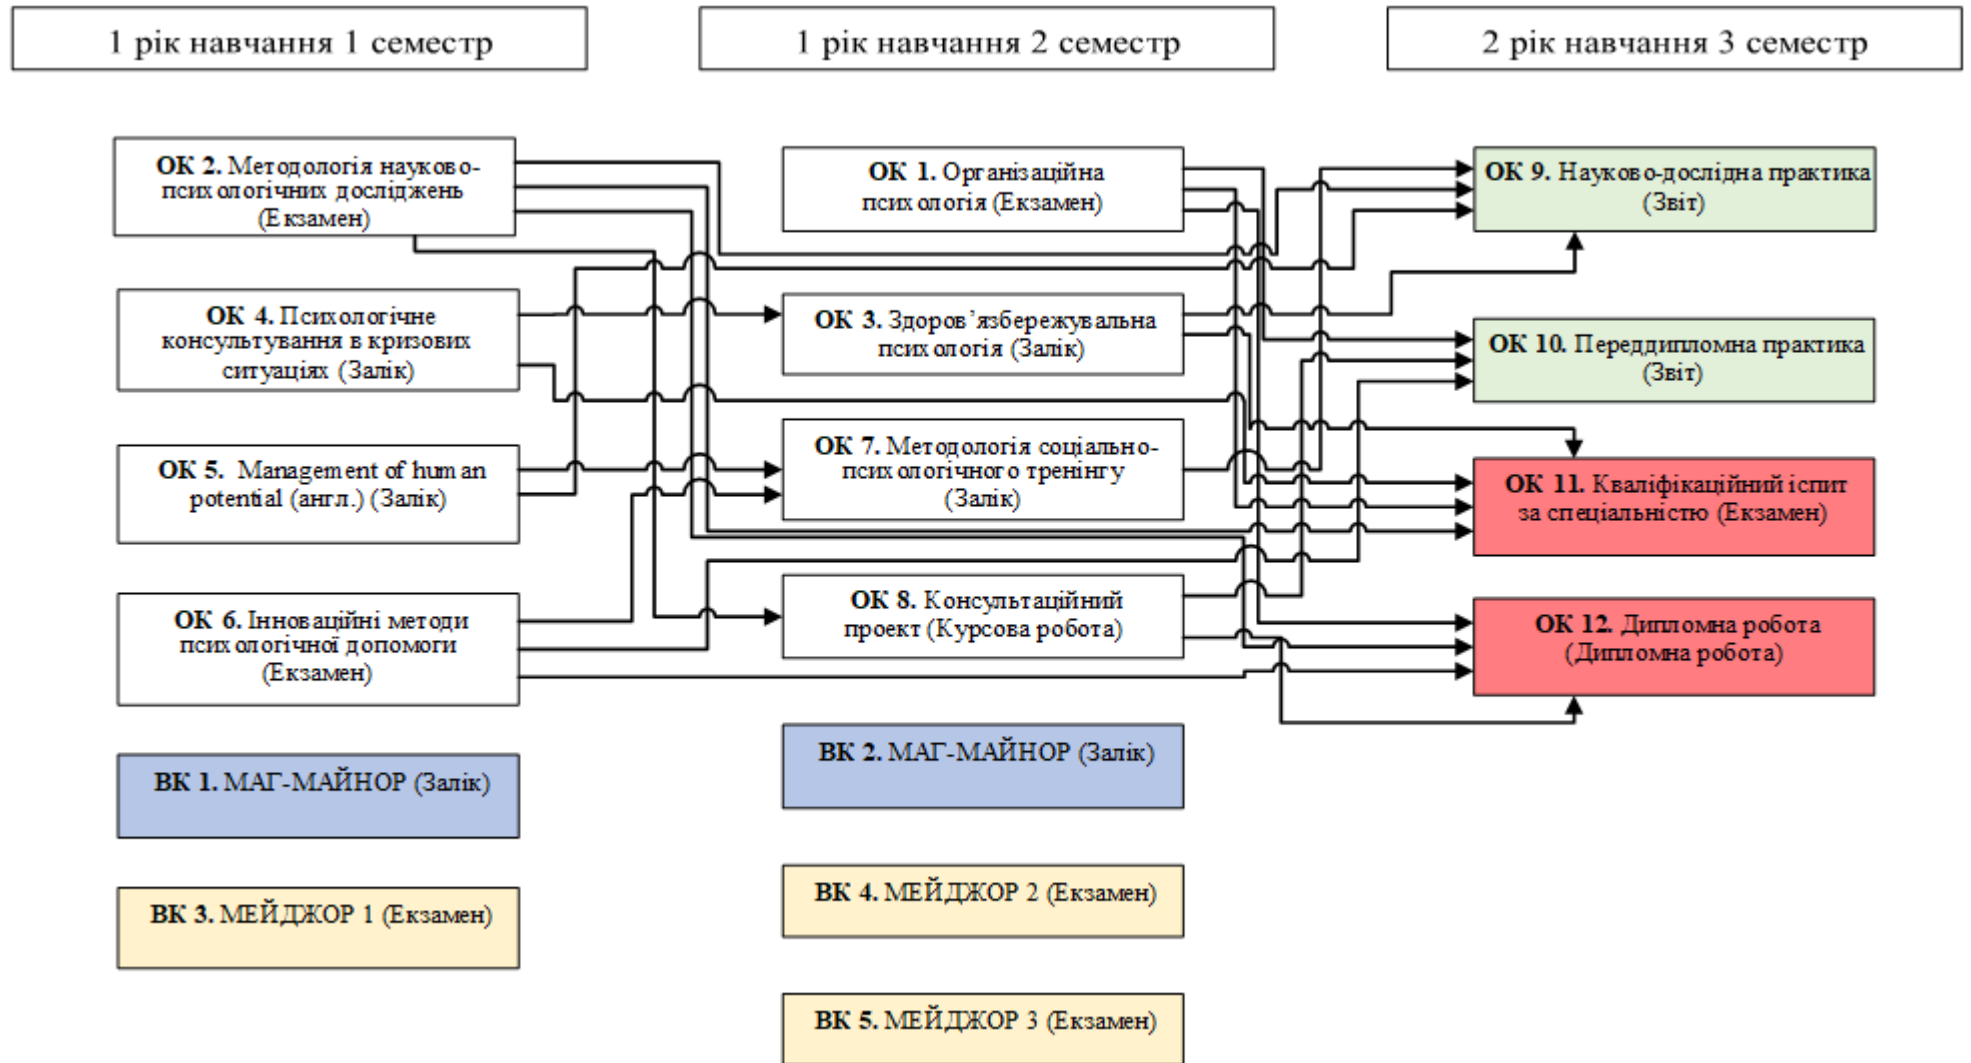 1 рік навчання 1 семестр
1 рік навчання 2 семестр
2 рік навчання 3 семестр
ОК 2. Методологія науково-
психологічних досліджень
(Екзамен)
ОК 4. Психологічне
консультування в кризових
ситуаціях (Залік)
ОК 5. Management of human
potential (англ.) (Залік)
ОК 6. Інноваційні методи
психологічної допомоги
(Екзамен)
ВК 1. МАГ-МАЙНОР (Залік)
ВК 3. МЕЙДЖОР 1 (Екзамен)
ОК 1. Організаційна
психологія (Екзамен)
ОК 3. Здоров’язбережувальна
психологія (Залік)
ОК 7. Методологія соціально-
психологічного тренінгу
(Залік)
ОК 8. Консультаційний
проект (Курсова робота)
ВК 2. МАГ-МАЙНОР (Залік)
ВК 4. МЕЙДЖОР 2 (Екзамен)
ВК 5. МЕЙДЖОР 3 (Екзамен)
ОК 9. Науково-дослідна практика
(Звіт)
ОК 10. Переддипломна практика
(Звіт)
ОК 11. Кваліфікаційний іспит
за спеціальністю (Екзамен)
ОК 12. Дипломна робота
(Дипломна робота)